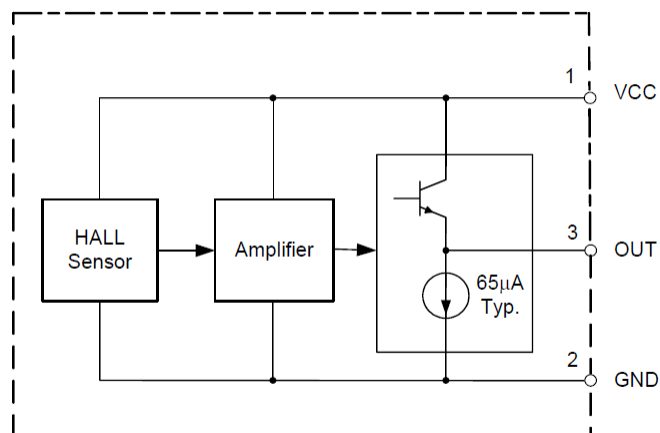 1
VCC
HALL
Sensor
Amplifier
3
OUT
65μA
Typ.
2
GND